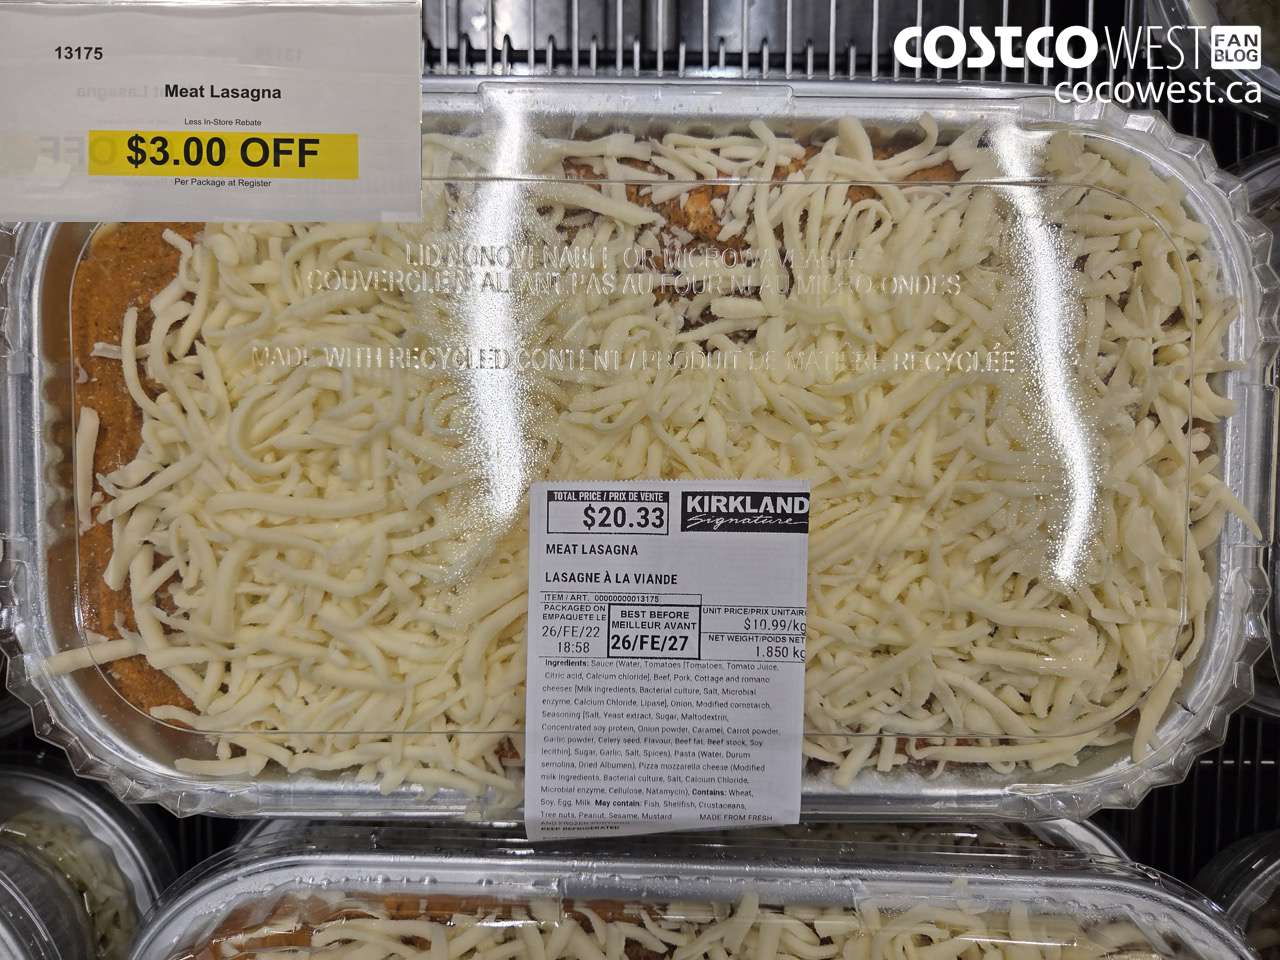 13175
Meat Lasagna
Less In-Store Rebate
$3.00 OFF
Per Package at Register
COSTCO WEST FAN BLOG
cocowest.ca
LID NON OVENABLE OR MICROWAVEABLE
COUVERCLE N'ALLANT PAS AU FOUR NI AU MICRO-ONDES
MADE WITH RECYCLED CONTENT / PRODUIT DE MATIÈRE RECYCLÉE
TOTAL PRICE / PRIX DE VENTE
$20.33
KIRKLAND
Signature
MEAT LASAGNA
LASAGNE À LA VIANDE
ITEM / ART. 00000000013175
PACKAGED ON
EMPAQUETÉ LE
26/FE/22
18:58
BEST BEFORE
MEILLEUR AVANT
26/FE/27
UNIT PRICE/PRIX UNITAIR
$10.99/kg
NET WEIGHT/POIDS NET
1.850 kg
Ingredients: Sauce (Water, Tomatoes [Tomatoes, Tomato Juice,
Citric acid, Calcium chloride], Beef, Pork, Cottage and romano
cheeses [Milk ingredients, Bacterial culture, Salt, Microbial
enzyme, Calcium Chloride, Lipase], Onion, Modified cornstarch,
Seasoning [Salt, Yeast extract, Sugar, Maltodextrin,
Concentrated soy protein, Onion powder, Caramel, Carrot powder,
Garlic powder, Celery seed, Flavour, Beef fat, Beef stock, Soy
lecithin], Sugar, Garlic, Salt, Spices), Pasta (Water, Durum
semolina, Dried Albumen), Pizza mozzarella cheese (Modified
milk ingredients, Bacterial culture, Salt, Calcium Chloride,
Microbial enzyme, Cellulose, Natamycin). Contains: Wheat,
Soy, Egg, Milk. May contain: Fish, Shellfish, Crustaceans,
Tree nuts, Peanut, Sesame, Mustard. MADE FROM FRESH
AND FROZEN PORTIONS
KEEP REFRIGERATED